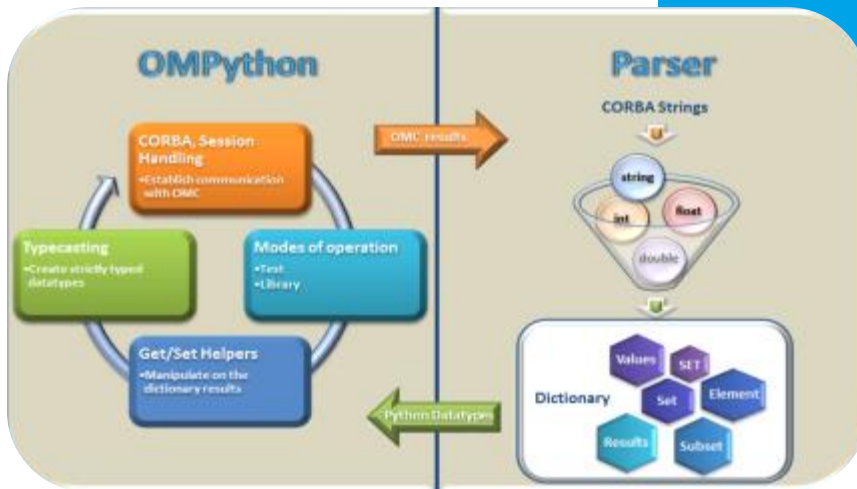 OMPython
CORBA, Session
Handling
•Establish communication
with OMC
Typecasting
•Create strictly typed
datatypes
Modes of operation
•Test
•Library
Get/Set Helpers
•Manipulate on the
dictionary results
OMC results
Python Datatypes
Parser
CORBA Strings
string
int
float
double
Dictionary
Values
SET
Set
Element
Results
Subset